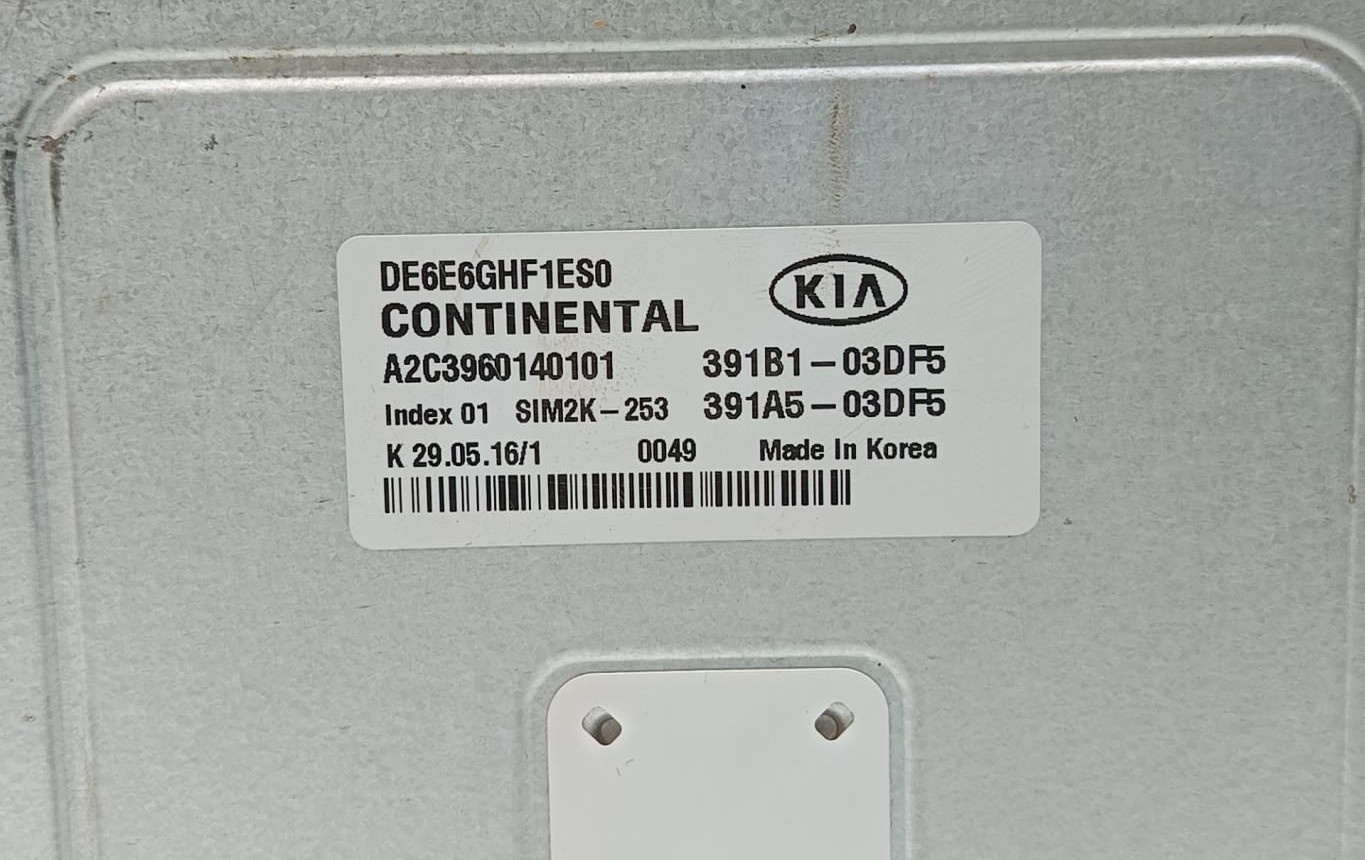 DE6E6GHF1ES0
KIA
CONTINENTAL
A2C3960140101 391B1-03DF5
Index 01 SIM2K-253 391A5-03DF5
K 29.05.16/1 0049 Made In Korea